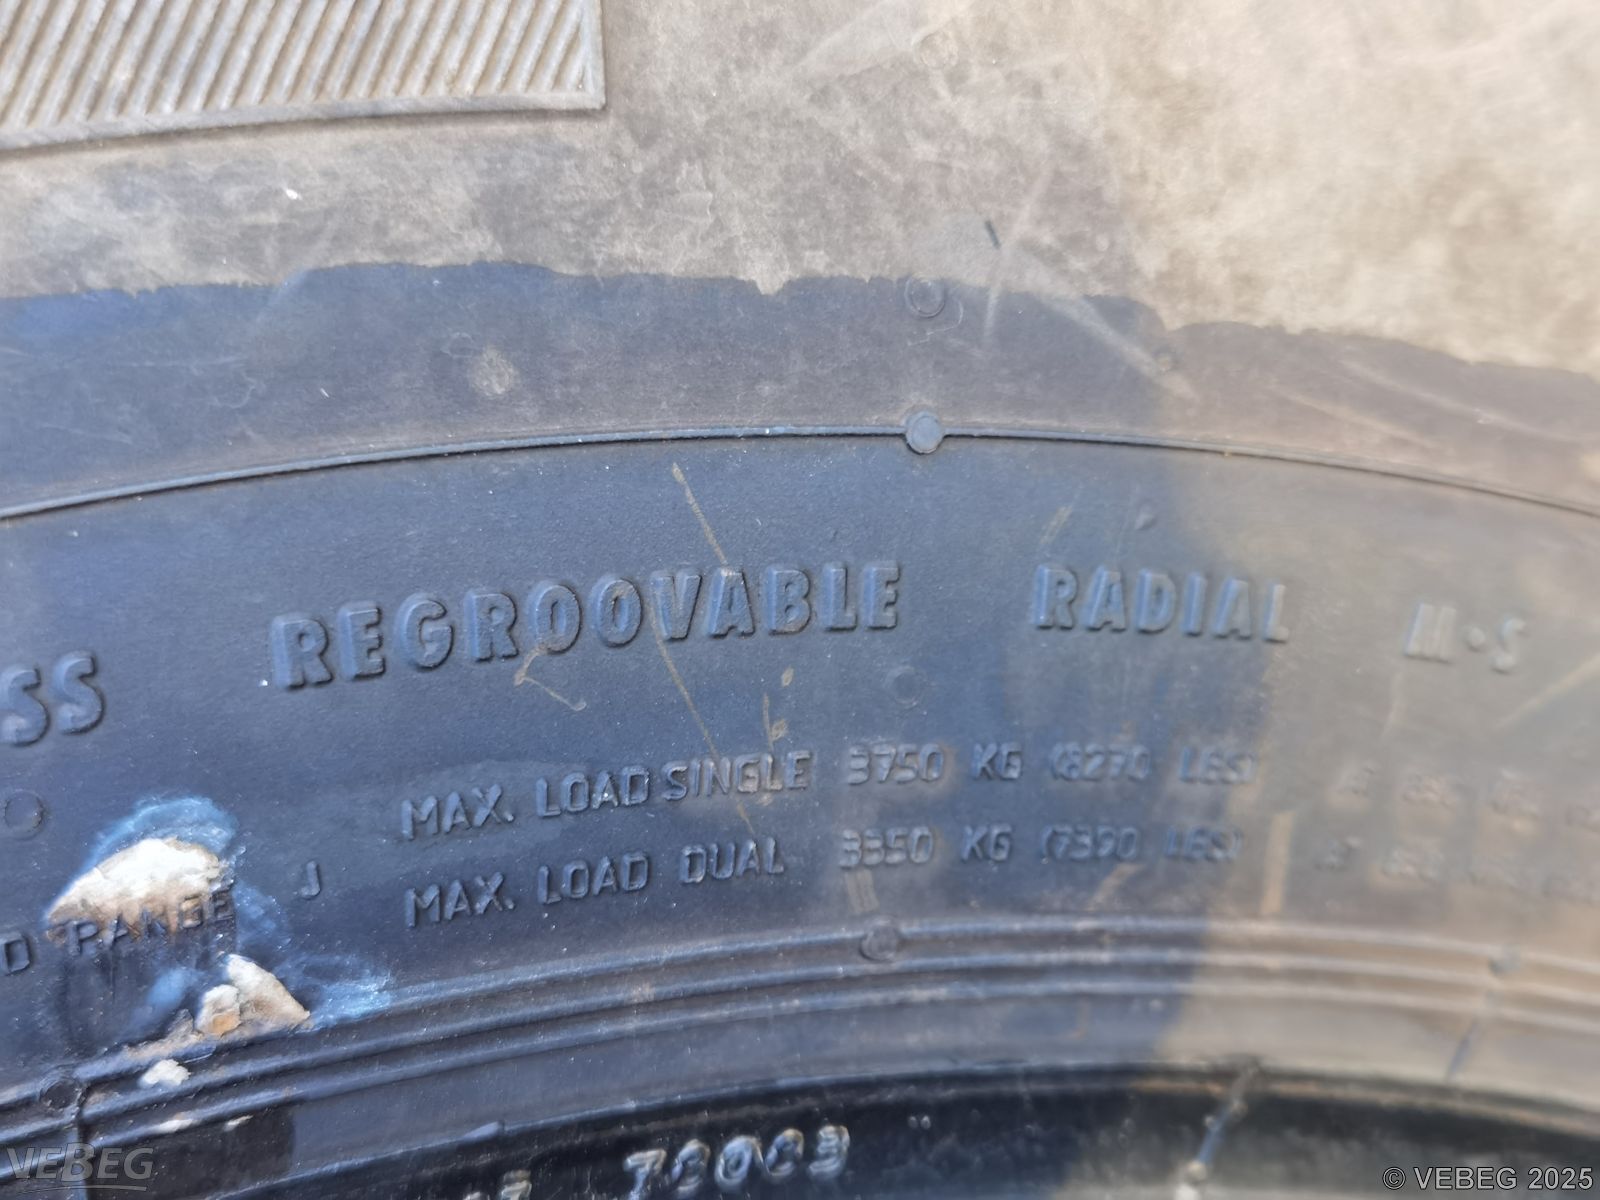 SS REGROOVABLE RADIAL M•S
MAX. LOAD SINGLE 3750 KG (8270 LBS)
MAX. LOAD DUAL 3350 KG (7390 LBS)
D RANGE J
VEBEG
© VEBEG 2025